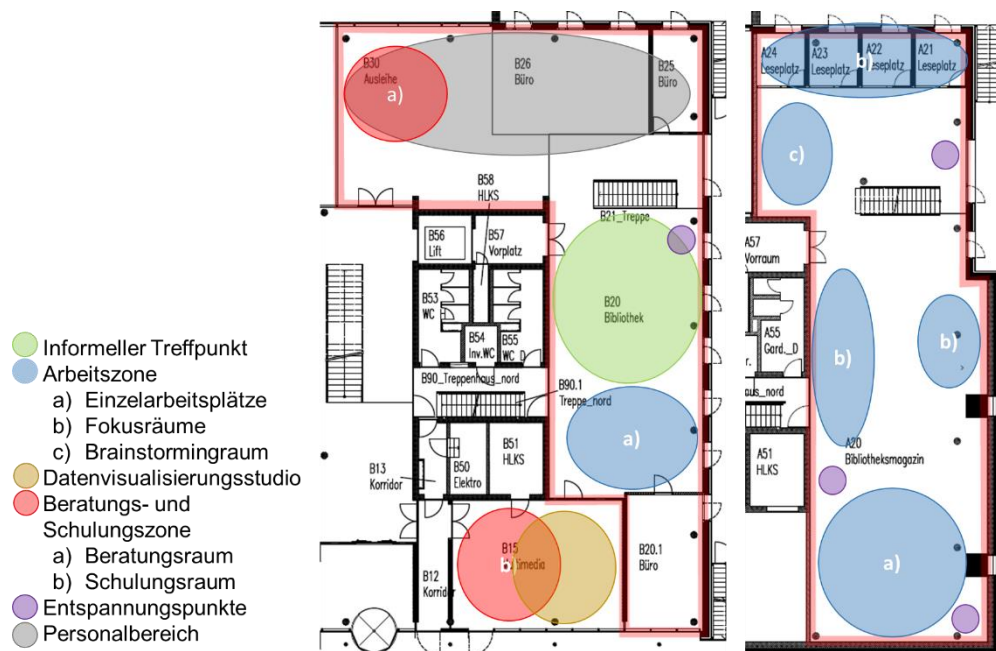 Informeller Treffpunkt
Arbeitszone
a) Einzelarbeitsplätze
b) Fokusräume
c) Brainstormingraum
Datenvisualisierungsstudio
Beratungs- und
Schulungszone
a) Beratungsraum
b) Schulungsraum
Entspannungspunkte
Personalbereich
B30
Ausleihe
a)
B26
Büro
B25
Büro
B58
HLKS
B21_Treppe
B56
Lift
B57
Vorplatz
B53
WC
B54
Inv.WC
B55
WC_D
B20
Bibliothek
B90_Treppenhaus_nord
B90.1
Treppe_nord
a)
B13
Korridor
B50
Elektro
B51
HLKS
B15
b)
B12
Korridor
B20.1
Büro
A24
Leseplatz
A23
Leseplatz
A22
Leseplatz
A21
Leseplatz
b)
c)
A57
Vorraum
A55
Gard._D
b)
b)
aus_nord
A51
HLKS
A20
Bibliotheksmagazin
a)